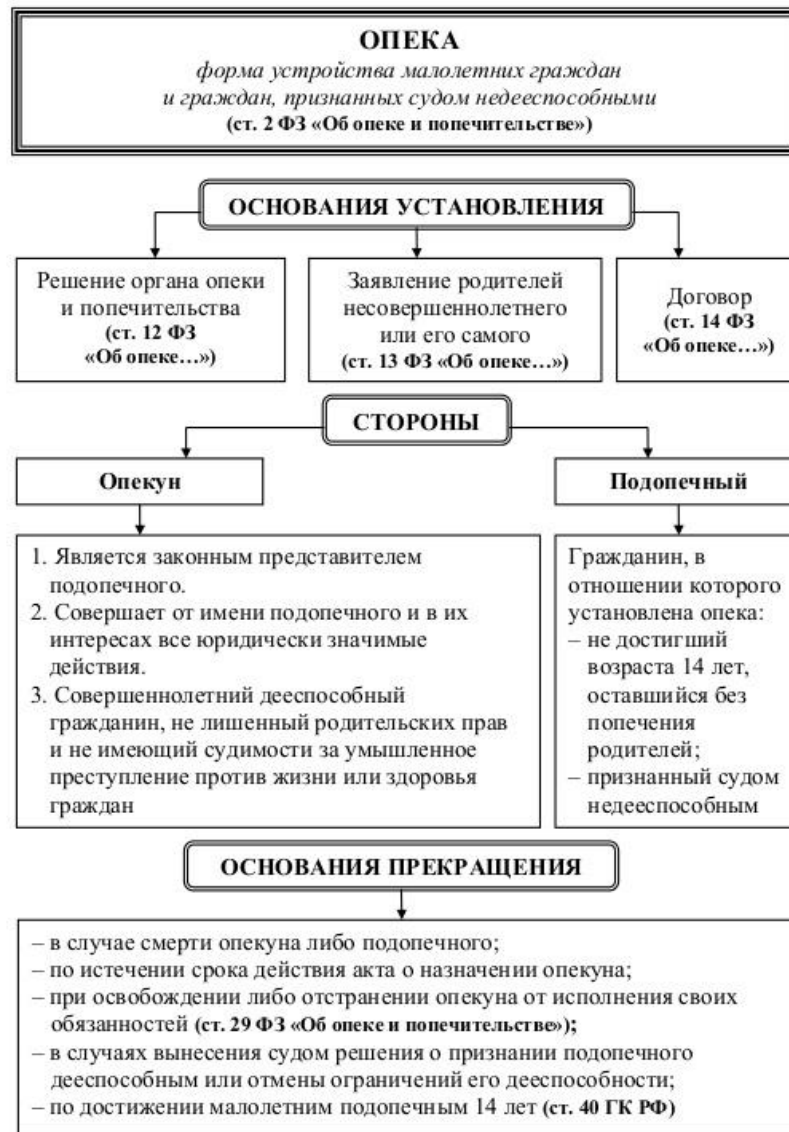 ОПЕКА
форма устройства малолетних граждан
и граждан, признанных судом недееспособными
(ст. 2 ФЗ «Об опеке и попечительстве»)
ОСНОВАНИЯ УСТАНОВЛЕНИЯ
Решение органа опеки
и попечительства
(ст. 12 ФЗ
«Об опеке…»)
Заявление родителей
несовершеннолетнего
или его самого
(ст. 13 ФЗ «Об опеке…»)
Договор
(ст. 14 ФЗ
«Об опеке…»)
СТОРОНЫ
Опекун
1. Является законным представителем
подопечного.
2. Совершает от имени подопечного и в их
интересах все юридически значимые
действия.
3. Совершеннолетний дееспособный
гражданин, не лишенный родительских прав
и не имеющий судимости за умышленное
преступление против жизни или здоровья
граждан
Подопечный
Гражданин, в
отношении которого
установлена опека:
– не достигший
возраста 14 лет,
оставшийся без
попечения
родителей;
– признанный судом
недееспособным
ОСНОВАНИЯ ПРЕКРАЩЕНИЯ
– в случае смерти опекуна либо подопечного;
– по истечении срока действия акта о назначении опекуна;
– при освобождении либо отстранении опекуна от исполнения своих
обязанностей (ст. 29 ФЗ «Об опеке и попечительстве»);
– в случаях вынесения судом решения о признании подопечного
дееспособным или отмены ограничений его дееспособности;
– по достижении малолетним подопечным 14 лет (ст. 40 ГК РФ)